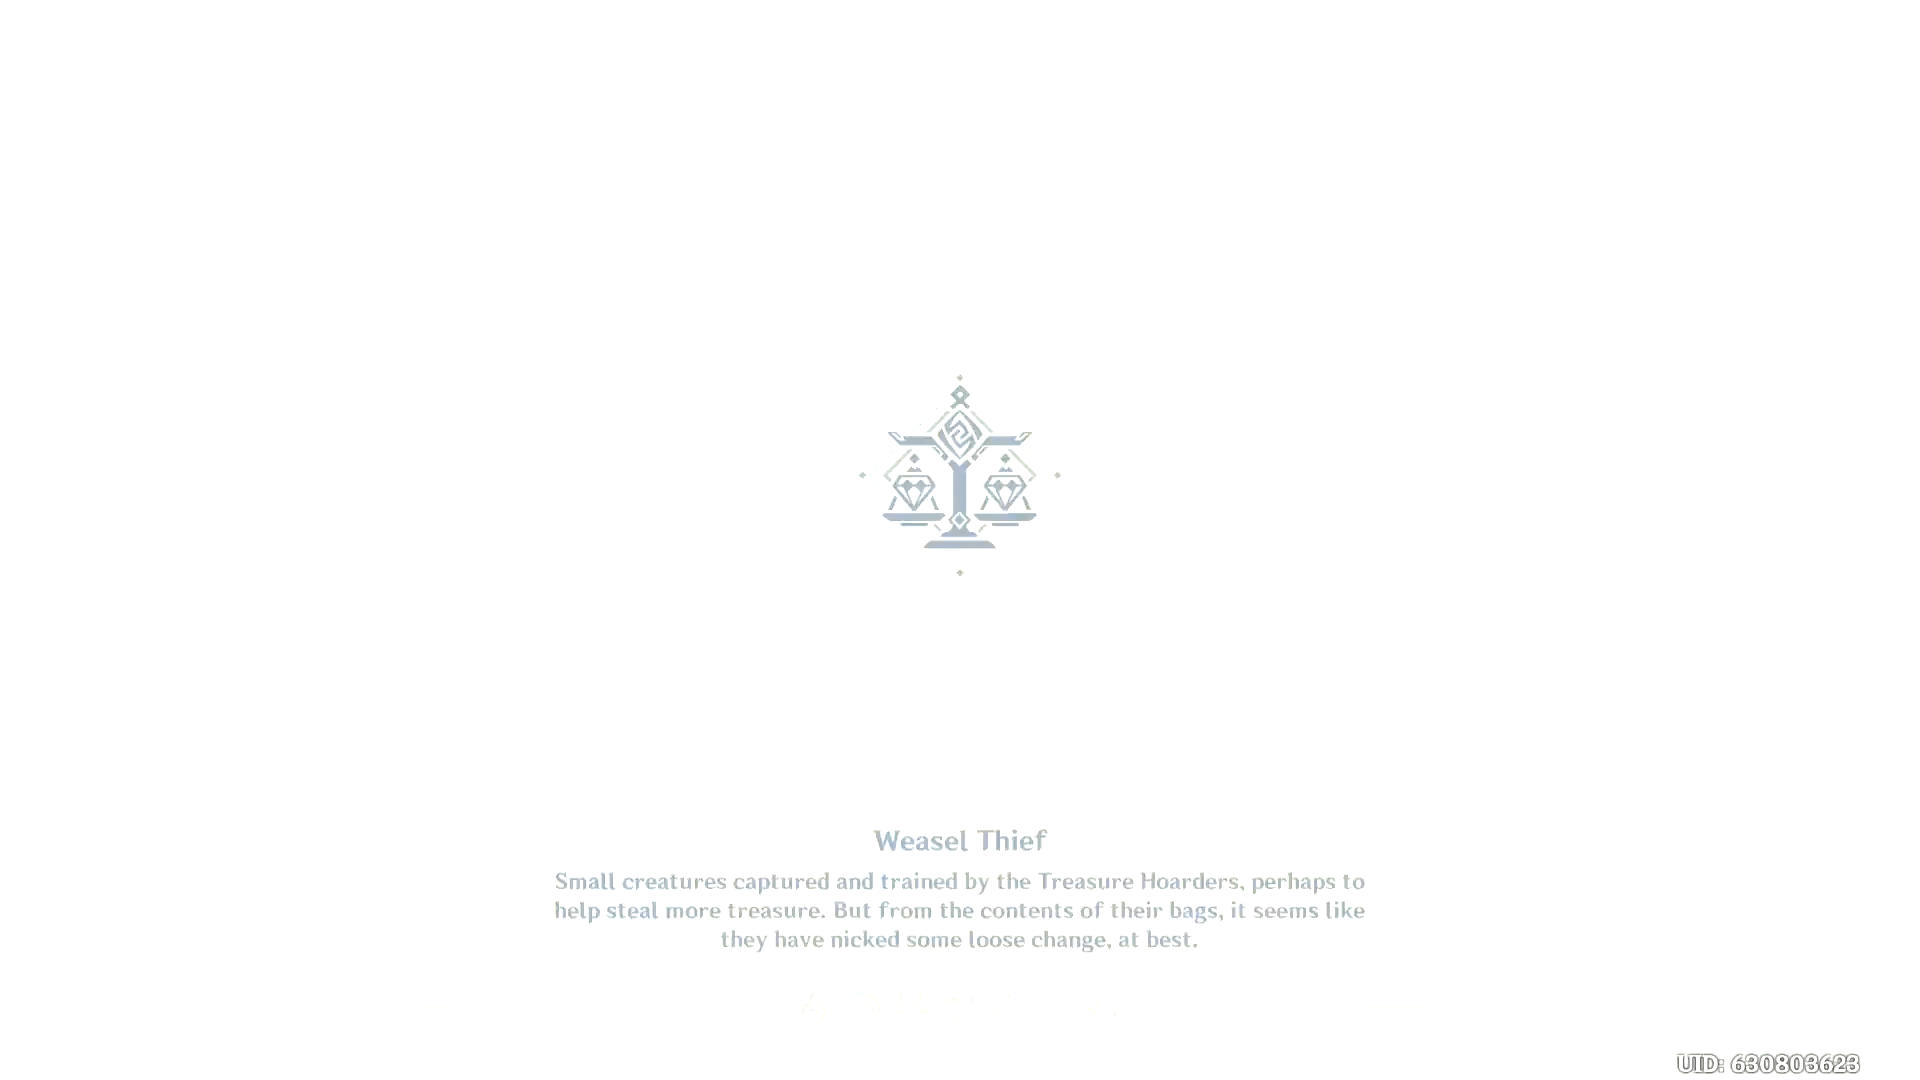 Weasel Thief
Small creatures captured and trained by the Treasure Hoarders, perhaps to
help steal more treasure. But from the contents of their bags, it seems like
they have nicked some loose change, at best.
UID: 630803623